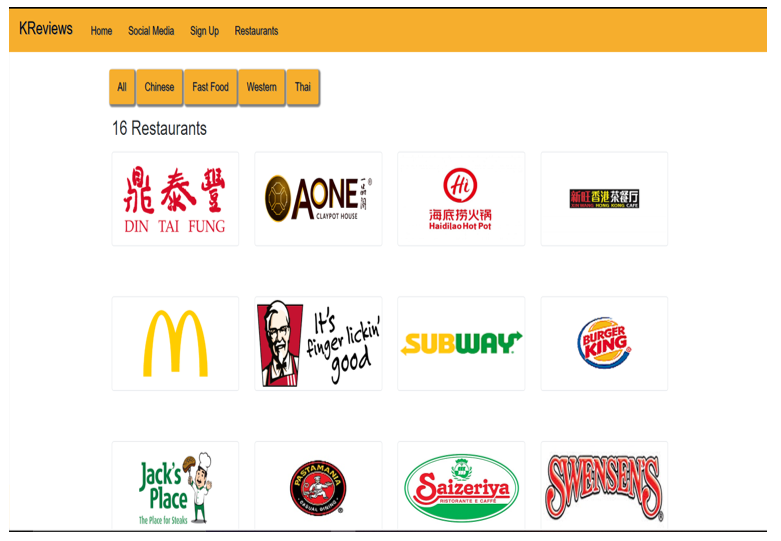 KReviews Home Social Media Sign Up Restaurants
All Chinese Fast Food Western Thai
16 Restaurants
鼎泰豐
DIN TAI FUNG
AONE
CLAYPOT HOUSE
Hi
海底捞火锅
Haidilao Hot Pot
新旺香港茶餐厅
XIN WANG HONG KONG CAFE
It's
finger lickin'
good
SUBWAY
BURGER
KING
Jack's
Place
The Place for Steaks
PASTAMANIA
CASUAL DINING
Saizeriya
RISTORANTE E CAFFÈ
SWENSEN'S